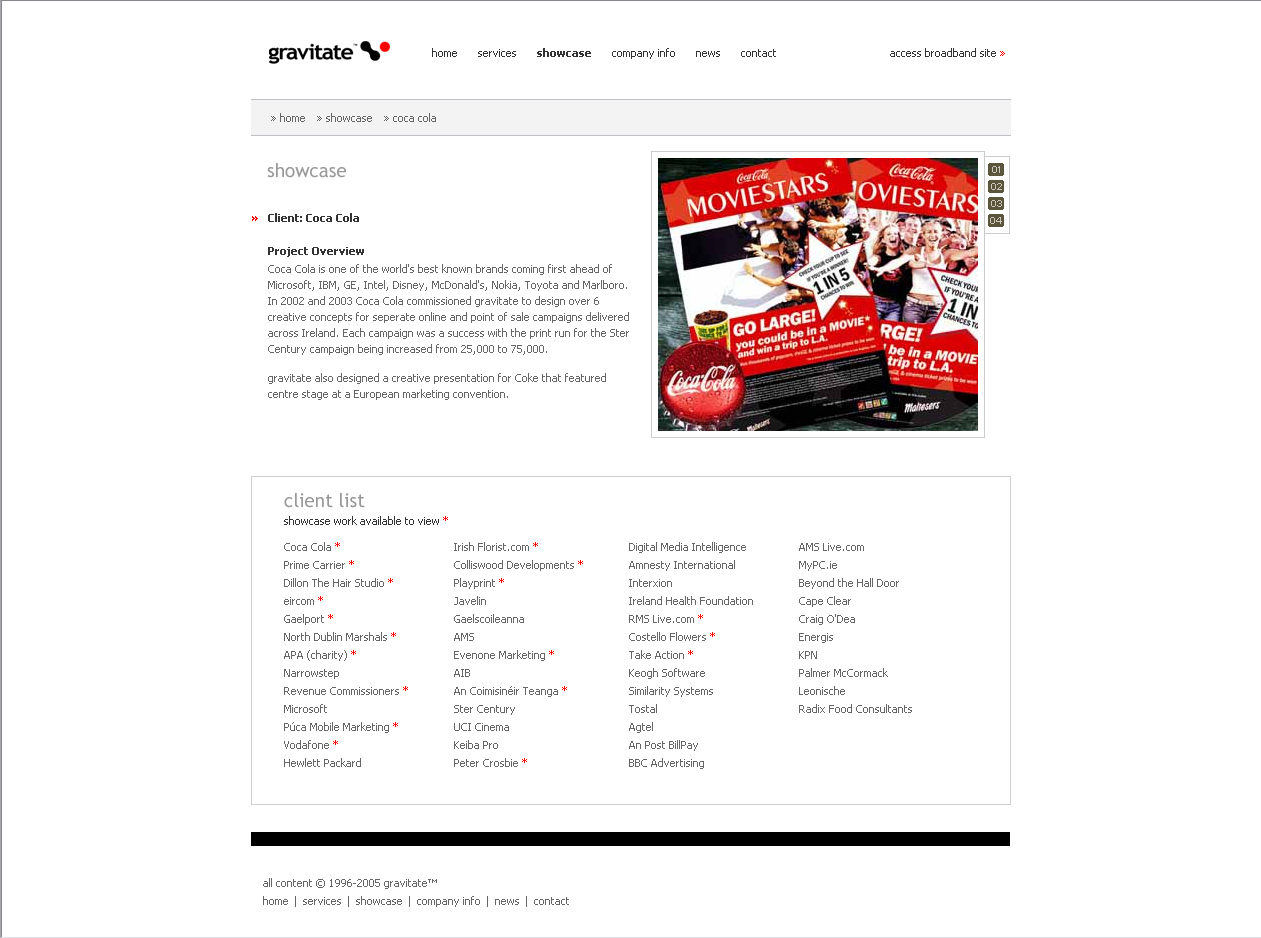 gravitate™
home services showcase company info news contact
access broadband site »
» home » showcase » coca cola
showcase
» Client: Coca Cola
Project Overview
Coca Cola is one of the world's best known brands coming first ahead of
Microsoft, IBM, GE, Intel, Disney, McDonald's, Nokia, Toyota and Marlboro.
In 2002 and 2003 Coca Cola commissioned gravitate to design over 6
creative concepts for seperate online and point of sale campaigns delivered
across Ireland. Each campaign was a success with the print run for the Ster
Century campaign being increased from 25,000 to 75,000.
gravitate also designed a creative presentation for Coke that featured
centre stage at a European marketing convention.
Coca-Cola
MOVIESTARS
CHECK YOUR CUP TO SEE
IF YOU'RE A WINNER!
1 IN 5
CHANCES TO WIN
GO LARGE!
you could be in a MOVIE*
and win a trip to L.A.
Coca-Cola
Coca-Cola
MOVIESTARS
CHECK YOU
IF YOU'RE A
1 IN
CHANCES TO
RGE!
be in a MOVIE
trip to L.A.
Maltesers
01
02
03
04
client list
showcase work available to view *
Coca Cola *
Prime Carrier *
Dillon The Hair Studio *
eircom *
Gaelport *
North Dublin Marshals *
APA (charity) *
Narrowstep
Revenue Commissioners *
Microsoft
Púca Mobile Marketing *
Vodafone *
Hewlett Packard
Irish Florist.com *
Colliswood Developments *
Playprint *
Javelin
Gaelscoileanna
AMS
Evenone Marketing *
AIB
An Coimisinéir Teanga *
Ster Century
UCI Cinema
Keiba Pro
Peter Crosbie *
Digital Media Intelligence
Amnesty International
Interxion
Ireland Health Foundation
RMS Live.com *
Costello Flowers *
Take Action *
Keogh Software
Similarity Systems
Tostal
Agtel
An Post BillPay
BBC Advertising
AMS Live.com
MyPC.ie
Beyond the Hall Door
Cape Clear
Craig O'Dea
Energis
KPN
Palmer McCormack
Leonische
Radix Food Consultants
all content © 1996-2005 gravitate™
home | services | showcase | company info | news | contact